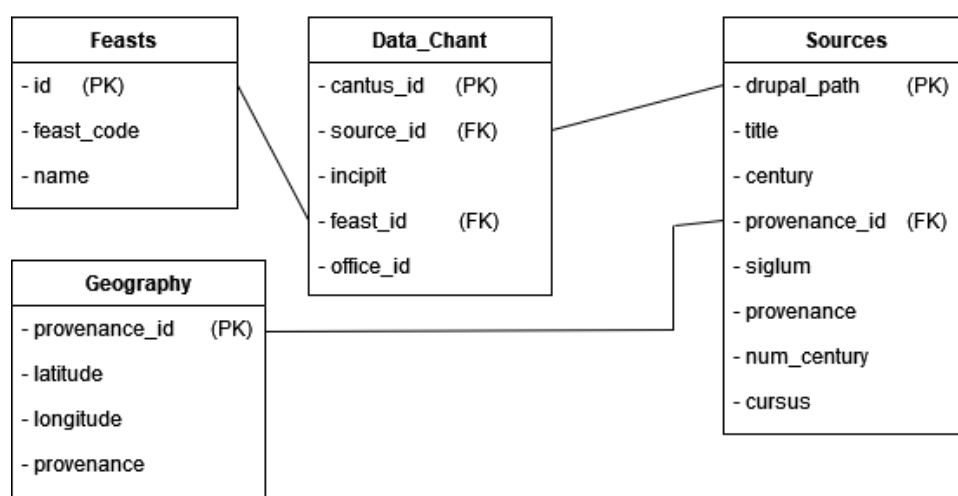 Feasts
- id (PK)
- feast_code
- name
Data_Chant
- cantus_id (PK)
- source_id (FK)
- incipit
- feast_id (FK)
- office_id
Sources
- drupal_path (PK)
- title
- century
- provenance_id (FK)
- siglum
- provenance
- num_century
- cursus
Geography
- provenance_id (PK)
- latitude
- longitude
- provenance